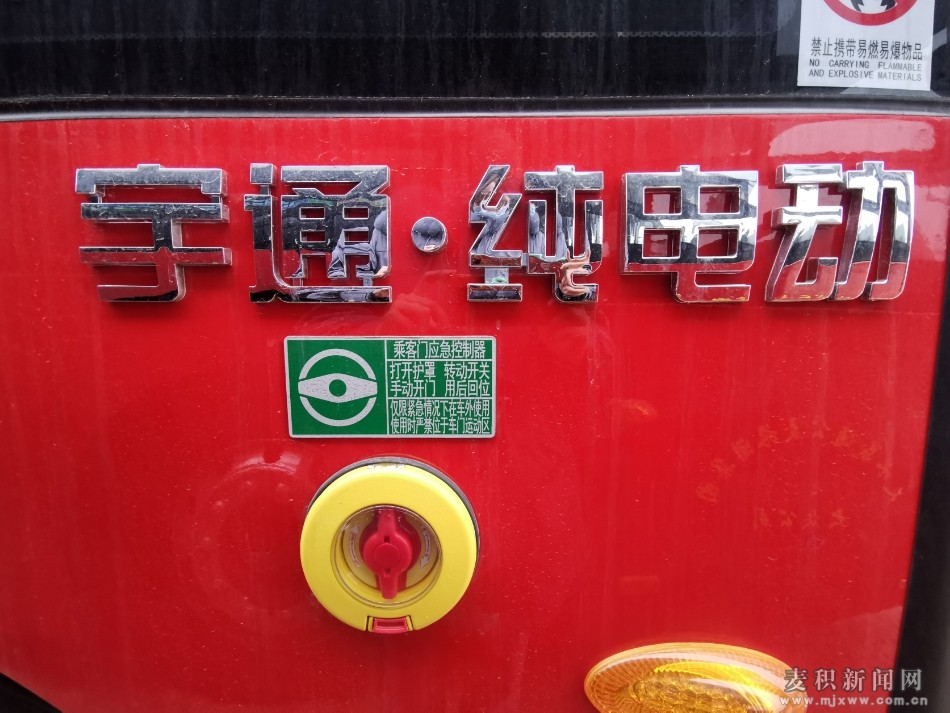 禁止携带易燃易爆物品
NO CARRYING FLAMMABLE
AND EXPLOSIVE MATERIALS
宇通·纯电动
乘客门应急控制器
打开护罩 转动开关
手动开门 用后回位
仅限紧急情况下在车外使用
使用时严禁位于车门运动区
麦积新闻网
www.mjxww.com.cn